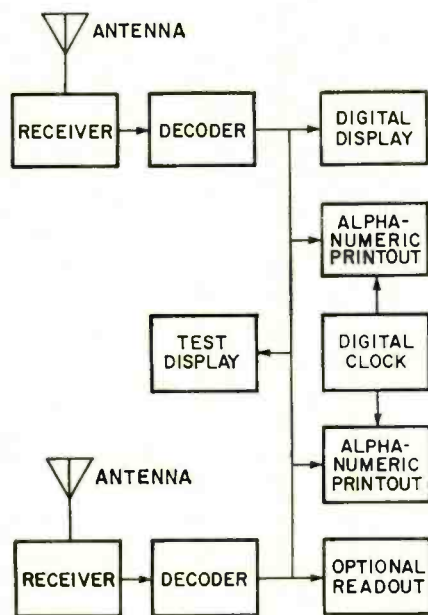 ANTENNA
RECEIVER
DECODER
DIGITAL
DISPLAY
ALPHA-
NUMERIC
PRINTOUT
TEST
DISPLAY
DIGITAL
CLOCK
ANTENNA
ALPHA-
NUMERIC
PRINTOUT
RECEIVER
DECODER
OPTIONAL
READOUT